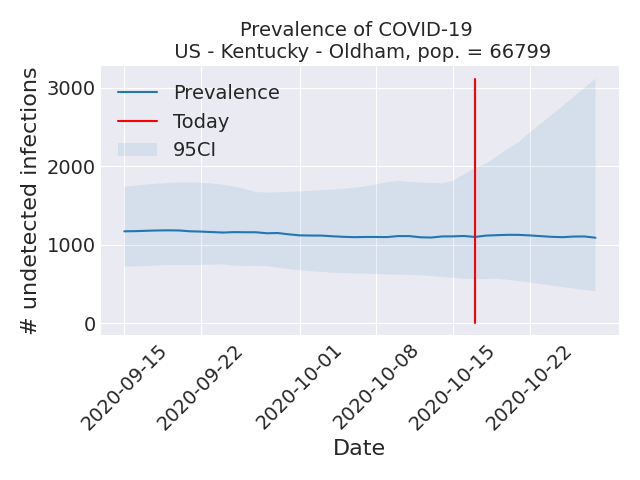 Prevalence of COVID-19
US - Kentucky - Oldham, pop. = 66799
# undetected infections
3000
2000
1000
0
Prevalence
Today
95CI
2020-09-15
2020-09-22
2020-10-01
2020-10-08
2020-10-15
2020-10-22
Date